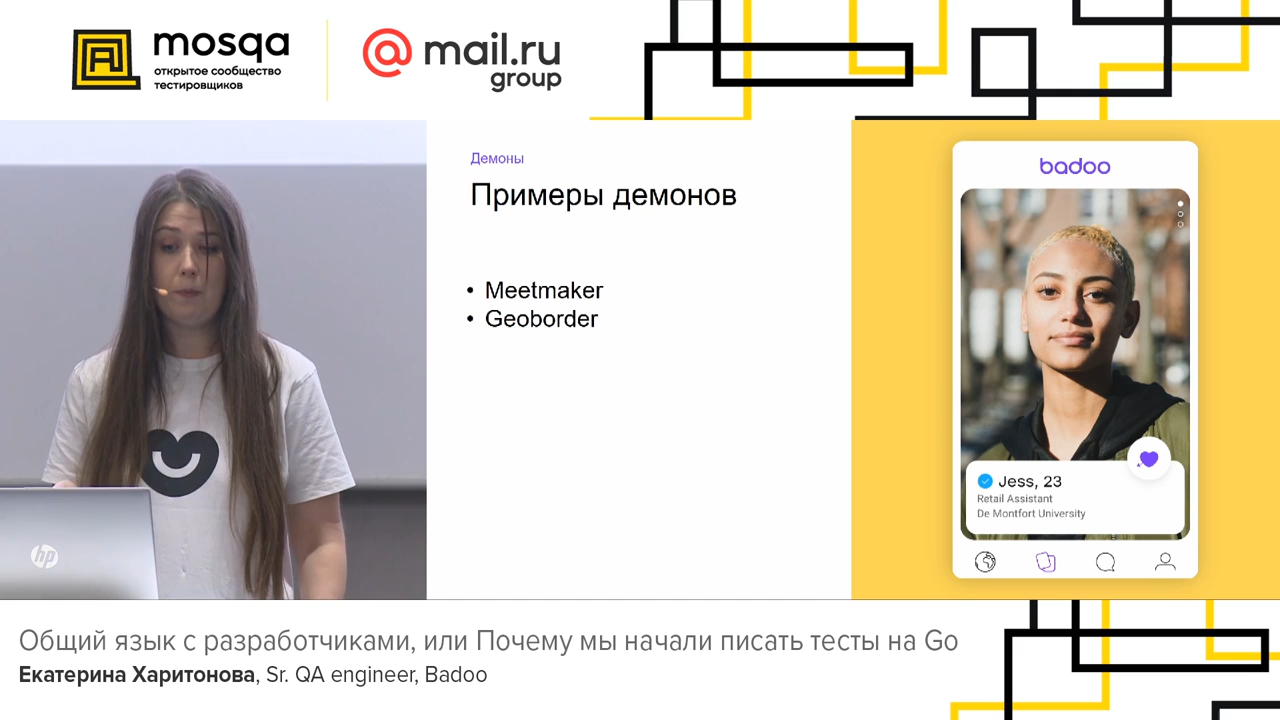 mosqa
открытое сообщество
тестировщиков
@mail.ru
group
Демоны
Примеры демонов
• Meetmaker
• Geoborder
badoo
Jess, 23
Retail Assistant
De Montfort University
hp
Общий язык с разработчиками, или Почему мы начали писать тесты на Go
Екатерина Харитонова, Sr. QA engineer, Badoo